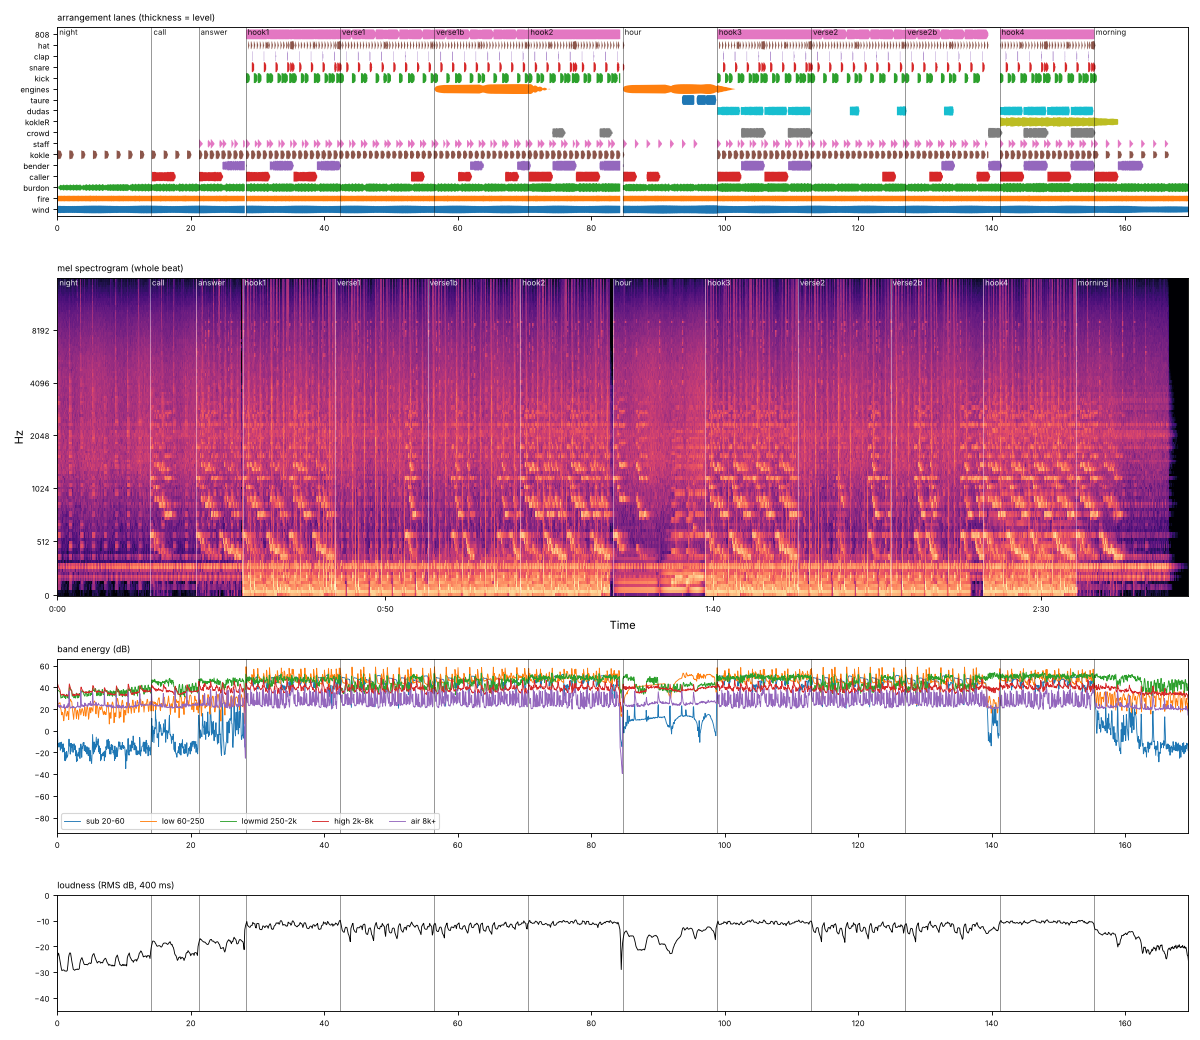 arrangement lanes (thickness = level)
night call answer hook1 verse1 verse1b hook2 hour hook3 verse2 verse2b hook4 morning
808
hat
clap
snare
kick
engines
taure
dudas
kokleR
crowd
staff
kokle
bender
caller
burdon
fire
wind
0 20 40 60 80 100 120 140 160
mel spectrogram (whole beat)
night call answer hook1 verse1 verse1b hook2 hour hook3 verse2 verse2b hook4 morning
8192
4096
2048
1024
512
0
Hz
0:00 0:50 1:40 2:30
Time
band energy (dB)
60
40
20
0
−20
−40
−60
−80
sub 20-60 low 60-250 lowmid 250-2k high 2k-8k air 8k+
0 20 40 60 80 100 120 140 160
loudness (RMS dB, 400 ms)
0
−10
−20
−30
−40
0 20 40 60 80 100 120 140 160